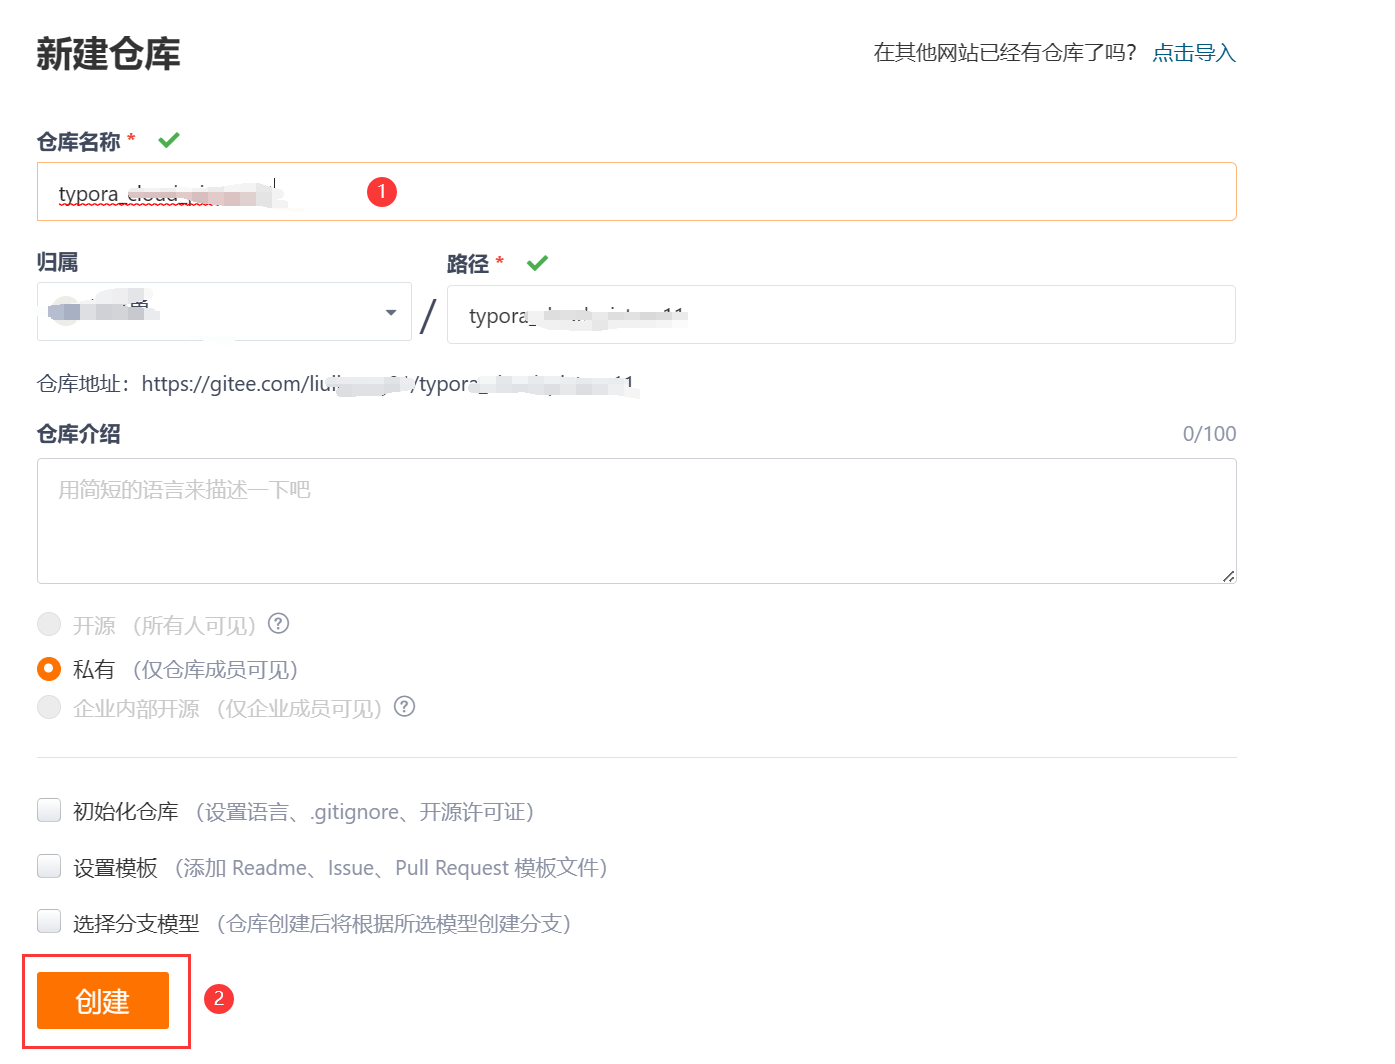 新建仓库
在其他网站已经有仓库了吗？ 点击导入
仓库名称 *
typora_
1
归属
路径 *
/
typora_
仓库地址：https://gitee.com/ /typora_
仓库介绍
0/100
用简短的语言来描述一下吧
开源 （所有人可见） ?
私有 （仅仓库成员可见）
企业内部开源 （仅企业成员可见） ?
初始化仓库 （设置语言、.gitignore、开源许可证）
设置模板 （添加 Readme、Issue、Pull Request 模板文件）
选择分支模型 （仓库创建后将根据所选模型创建分支）
创建
2